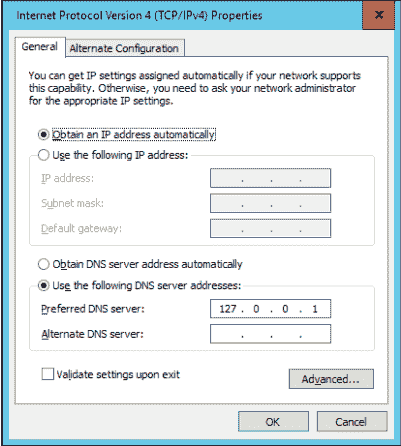 Internet Protocol Version 4 (TCP/IPv4) Properties
x
General Alternate Configuration
You can get IP settings assigned automatically if your network supports
this capability. Otherwise, you need to ask your network administrator
for the appropriate IP settings.
Obtain an IP address automatically
Use the following IP address:
IP address: . . .
Subnet mask: . . .
Default gateway: . . .
Obtain DNS server address automatically
Use the following DNS server addresses:
Preferred DNS server: 127 . 0 . 0 . 1
Alternate DNS server: . . .
Validate settings upon exit
Advanced...
OK Cancel